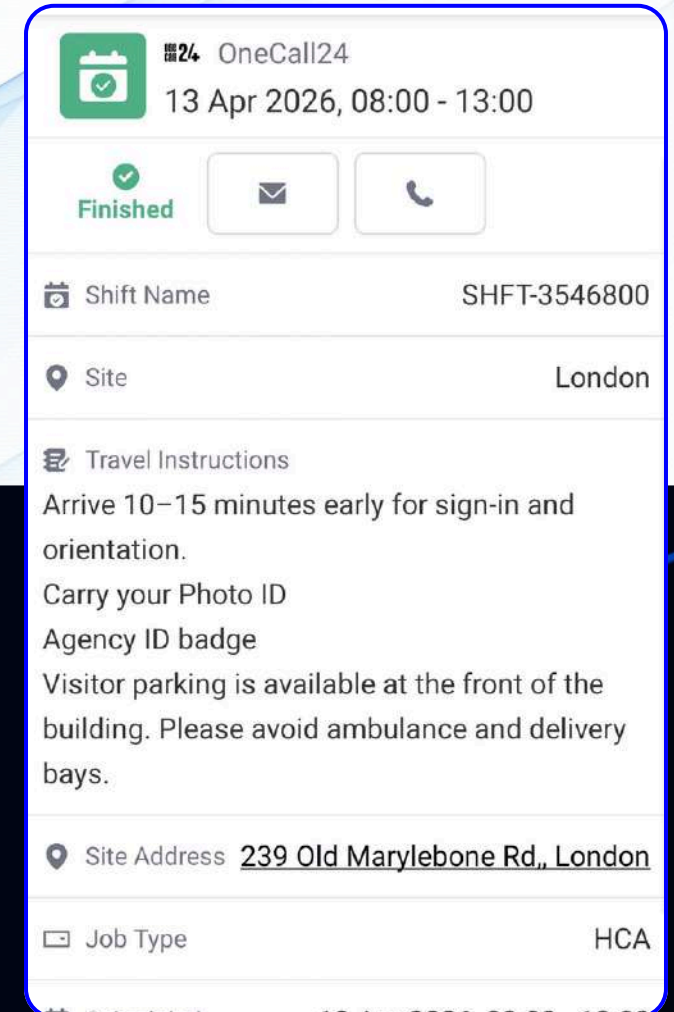 OneCall24
13 Apr 2026, 08:00 - 13:00
Finished
Shift Name SHFT-3546800
Site London
Travel Instructions
Arrive 10–15 minutes early for sign-in and
orientation.
Carry your Photo ID
Agency ID badge
Visitor parking is available at the front of the
building. Please avoid ambulance and delivery
bays.
Site Address 239 Old Marylebone Rd,, London
Job Type HCA